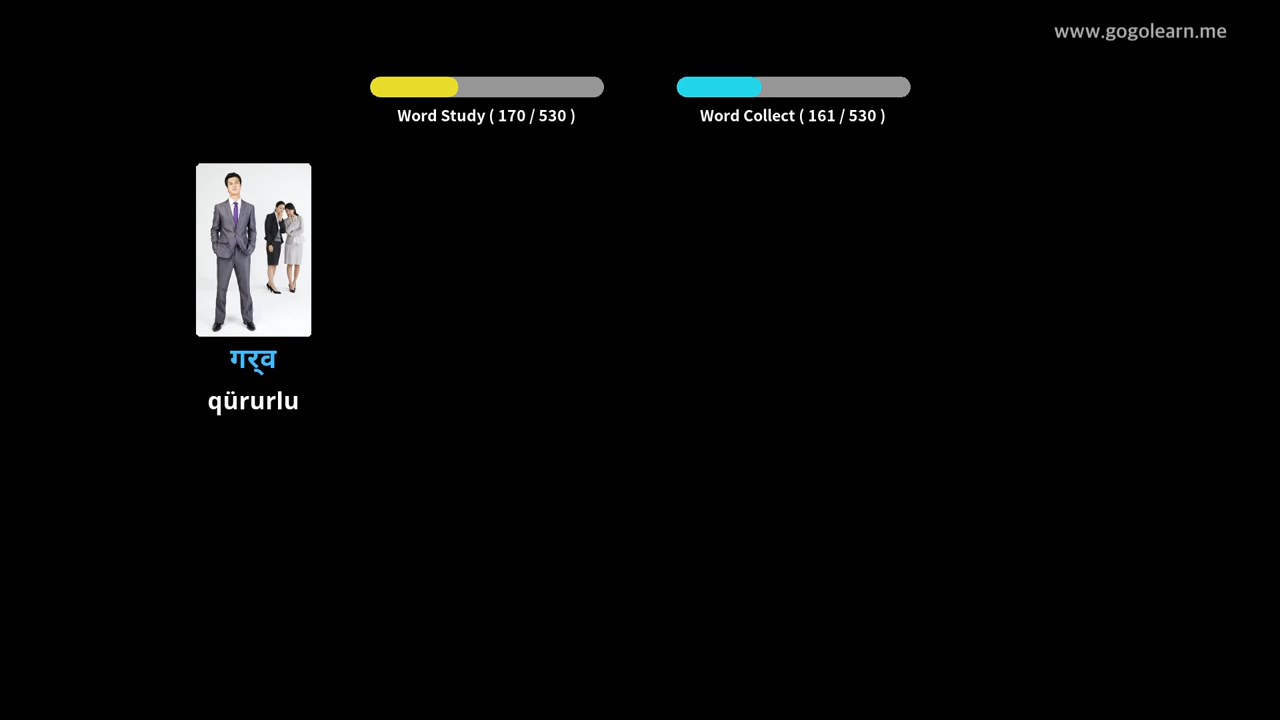 www.gogolearn.me
Word Study ( 170 / 530 )
Word Collect ( 161 / 530 )
गर्‍व
qürurlu